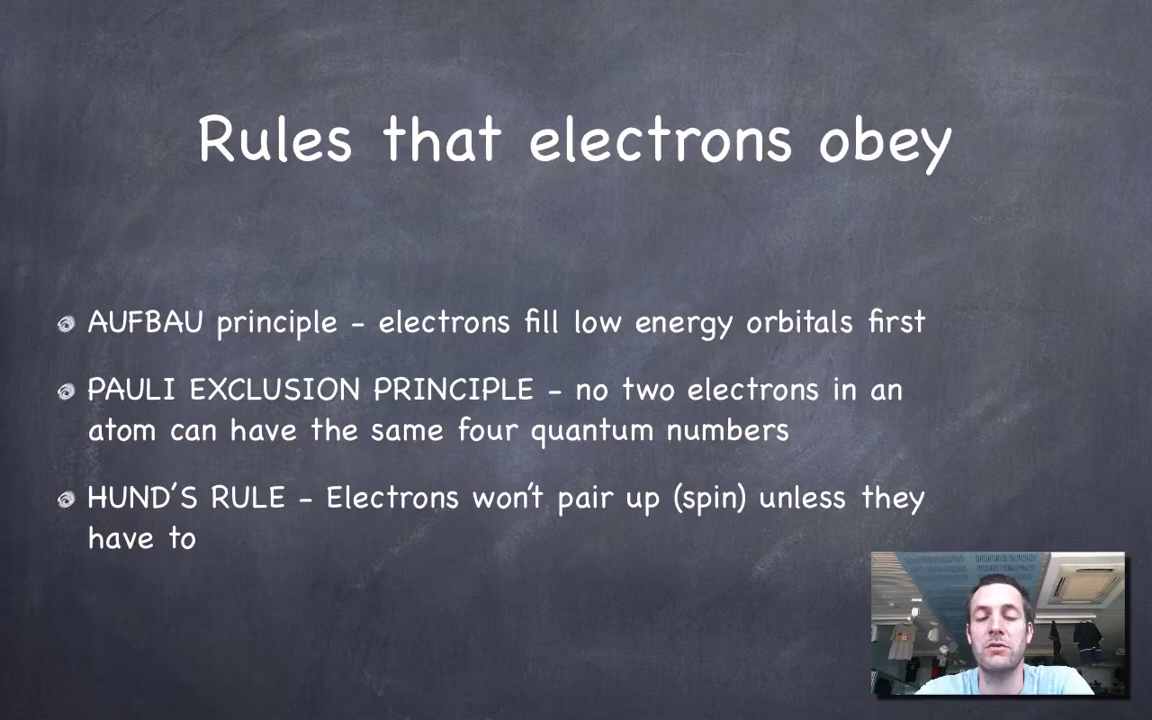 Rules that electrons obey
AUFBAU principle - electrons fill low energy orbitals first
PAULI EXCLUSION PRINCIPLE - no two electrons in an
atom can have the same four quantum numbers
HUND'S RULE - Electrons won't pair up (spin) unless they
have to